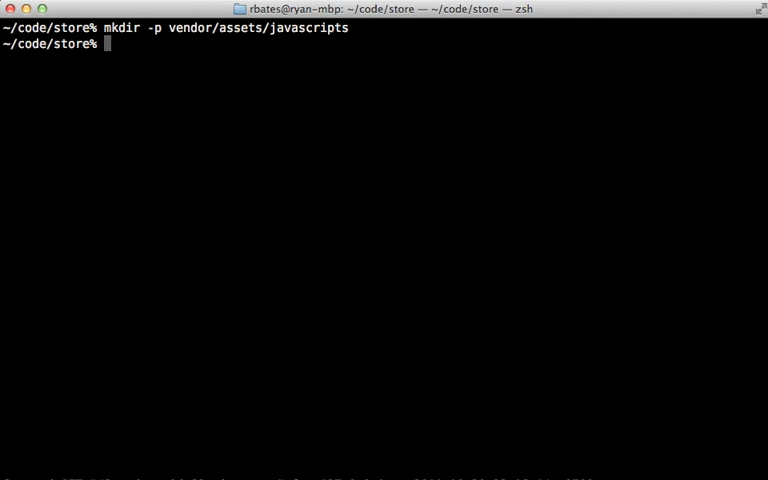 rbates@ryan-mbp: ~/code/store — ~/code/store — zsh
~/code/store% mkdir -p vendor/assets/javascripts
~/code/store%